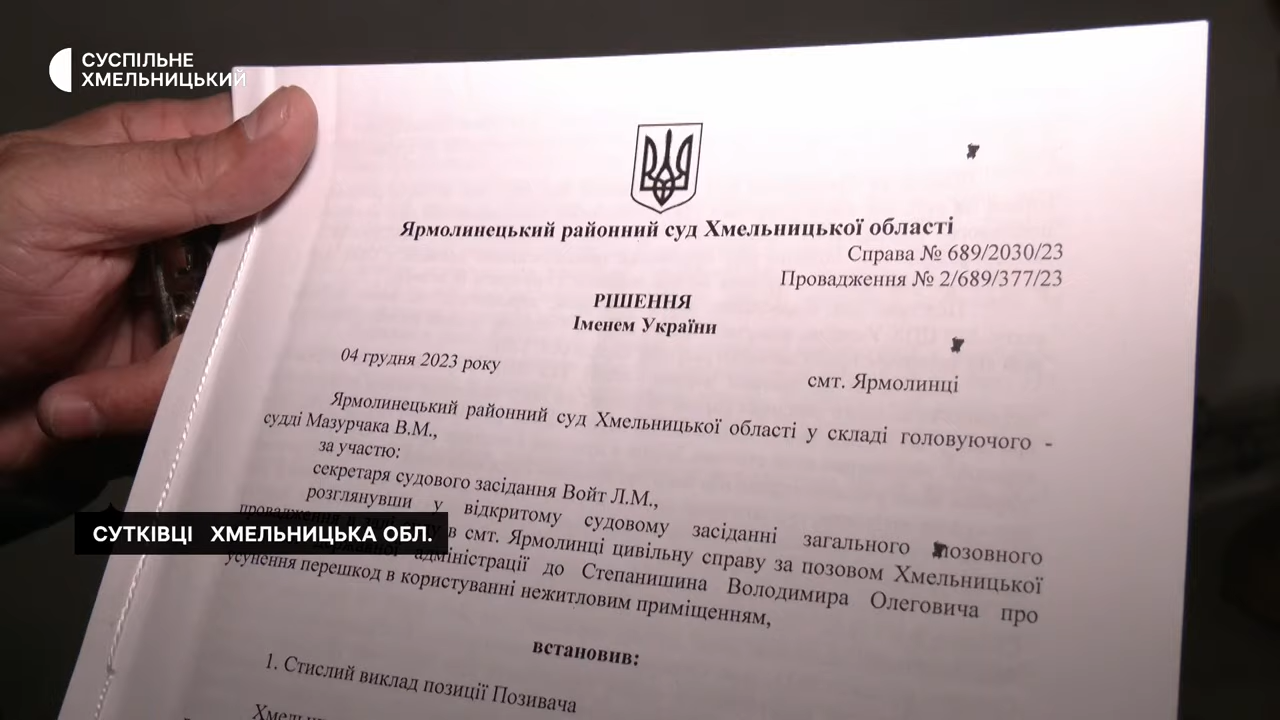 СУСПІЛЬНЕ
ХМЕЛЬНИЦЬКИЙ
Ярмолинецький районний суд Хмельницької області
Справа № 689/2030/23
Провадження № 2/689/377/23
РІШЕННЯ
Іменем України
04 грудня 2023 року
смт. Ярмолинці
Ярмолинецький районний суд Хмельницької області у складі головуючого -
судді Мазурчака В.М.,
за участю:
секретаря судового засідання Войт Л.М.,
розглянувши у відкритому судовому засіданні загального позовного
провадження в смт. Ярмолинці цивільну справу за позовом Хмельницької
адміністрації до Степанишина Володимира Олеговича про
усунення перешкод в користуванні нежитловим приміщенням,
встановив:
1. Стислий виклад позиції Позивача
СУТКІВЦІ ХМЕЛЬНИЦЬКА ОБЛ.